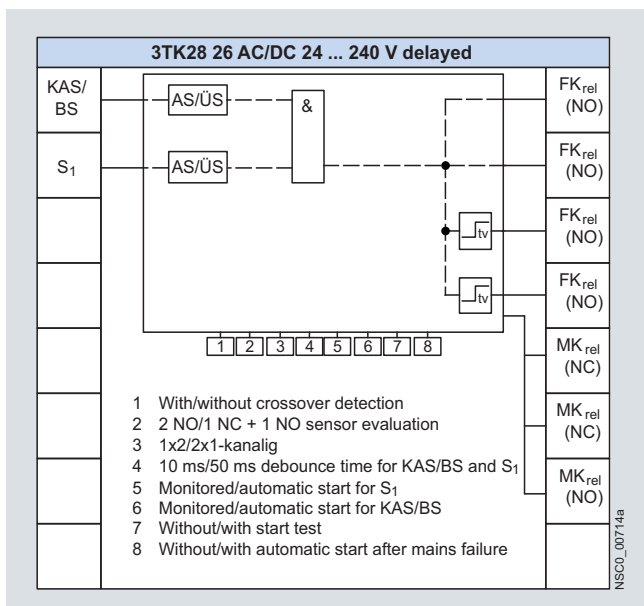 3TK28 26 AC/DC 24 ... 240 V delayed
KAS/
BS
AS/ÜS
&
FKrel
(NO)
S1
AS/ÜS
FKrel
(NO)
tv
FKrel
(NO)
tv
FKrel
(NO)
1 2 3 4 5 6 7 8
MKrel
(NC)
MKrel
(NC)
MKrel
(NO)
1 With/without crossover detection
2 2 NO/1 NC + 1 NO sensor evaluation
3 1x2/2x1-kanalig
4 10 ms/50 ms debounce time for KAS/BS and S1
5 Monitored/automatic start for S1
6 Monitored/automatic start for KAS/BS
7 Without/with start test
8 Without/with automatic start after mains failure
NSC0_00714a